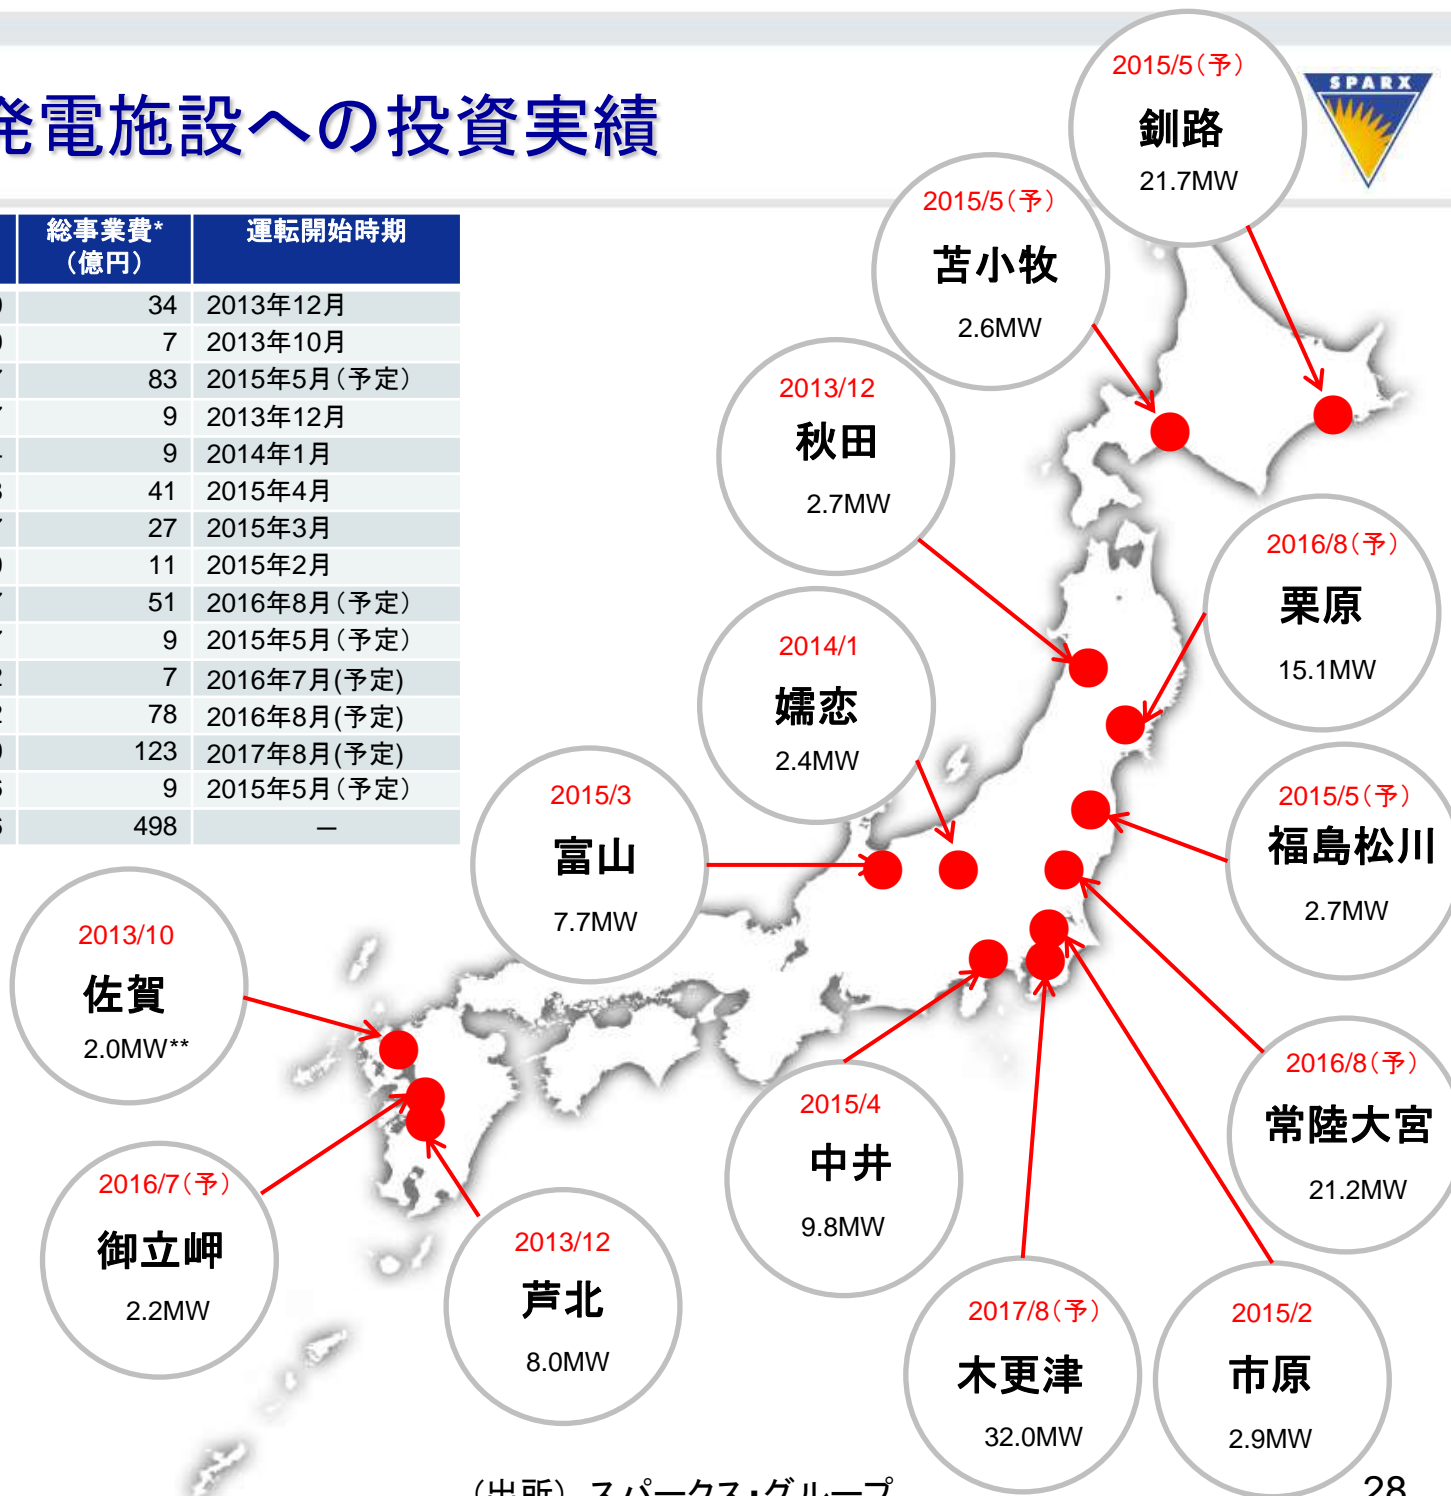 発電施設への投資実績
SPARX
総事業費* 運転開始時期
(億円)
34 2013年12月
7 2013年10月
83 2015年5月(予定)
9 2013年12月
9 2014年1月
41 2015年4月
27 2015年3月
11 2015年2月
51 2016年8月(予定)
9 2015年5月(予定)
7 2016年7月(予定)
78 2016年8月(予定)
123 2017年8月(予定)
9 2015年5月(予定)
498 ―
2015/5(予)
釧路
21.7MW
2015/5(予)
苫小牧
2.6MW
2013/12
秋田
2.7MW
2016/8(予)
栗原
15.1MW
2014/1
嬬恋
2.4MW
2015/3
富山
7.7MW
2015/5(予)
福島松川
2.7MW
2013/10
佐賀
2.0MW**
2016/8(予)
常陸大宮
21.2MW
2015/4
中井
9.8MW
2016/7(予)
御立岬
2.2MW
2013/12
芦北
8.0MW
2017/8(予)
木更津
32.0MW
2015/2
市原
2.9MW
(出所) スパークス・グループ
28